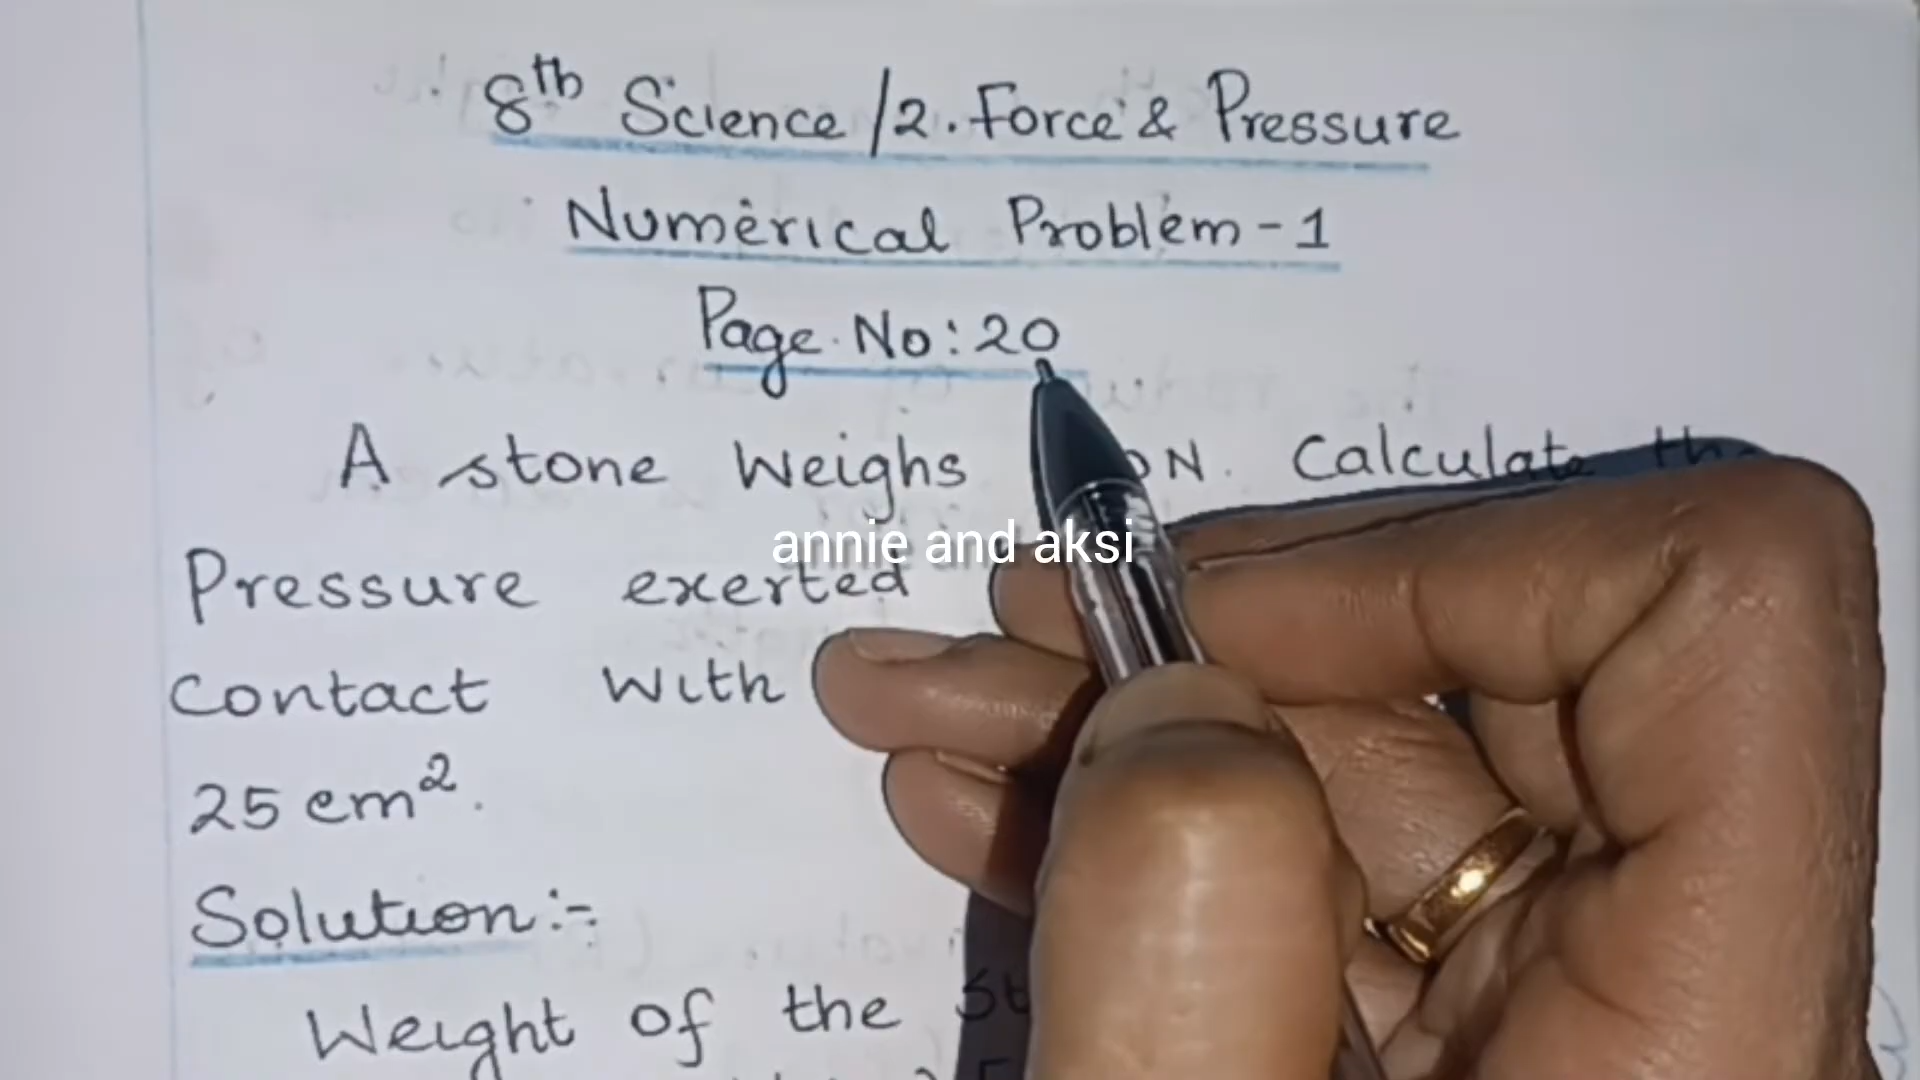 8th Science / 2. Force & Pressure
Numerical Problem - 1
Page No: 20
A stone weighs N. Calculate
annie and aksi
Pressure exerted
Contact with
25 cm².
Solution :-
Weight of the